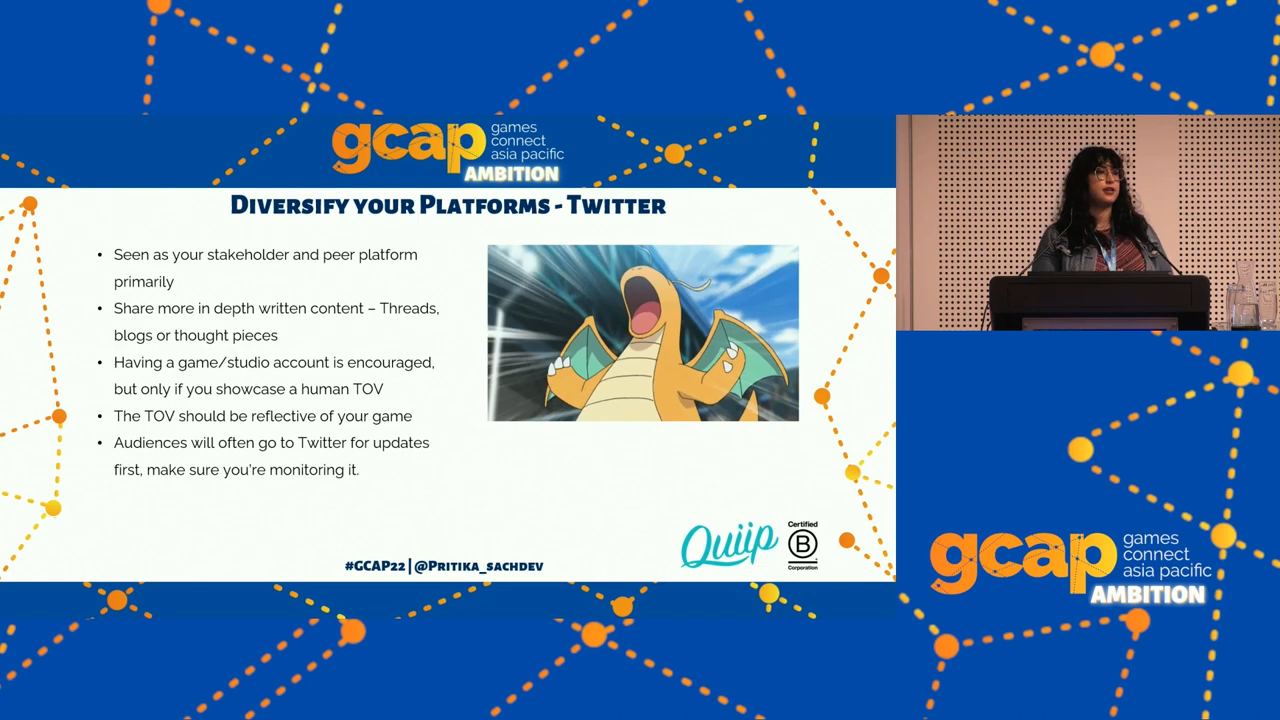 gcap games
connect
asia pacific
AMBITION
Diversify your Platforms - Twitter
• Seen as your stakeholder and peer platform
primarily
• Share more in depth written content – Threads,
blogs or thought pieces
• Having a game/studio account is encouraged,
but only if you showcase a human TOV
• The TOV should be reflective of your game
• Audiences will often go to Twitter for updates
first, make sure you're monitoring it.
Quiip
Certified
B
Corporation
#GCAP22 | @Pritika_sachdev
gcap games
connect
asia pacific
AMBITION